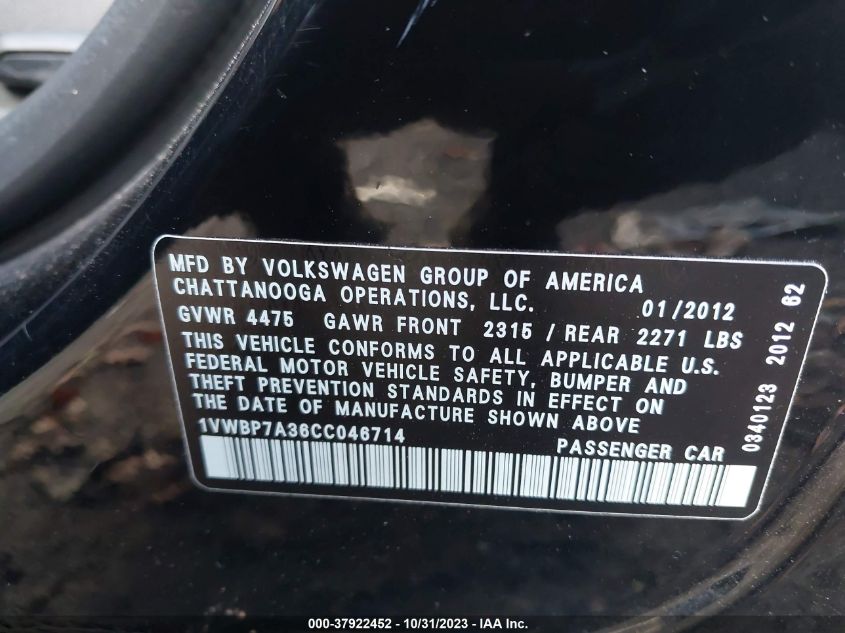 MFD BY VOLKSWAGEN GROUP OF AMERICA
CHATTANOOGA OPERATIONS, LLC. 01/2012
GVWR 4475 GAWR FRONT 2315 / REAR 2271 LBS
THIS VEHICLE CONFORMS TO ALL APPLICABLE U.S.
FEDERAL MOTOR VEHICLE SAFETY, BUMPER AND
THEFT PREVENTION STANDARDS IN EFFECT ON
THE DATE OF MANUFACTURE SHOWN ABOVE
1VWBP7A36CC046714 PASSENGER CAR
0340123 2012 62
000-37922452 - 10/31/2023 - IAA Inc.